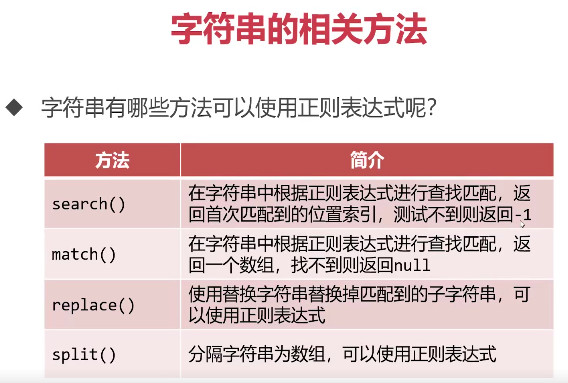 字符串的相关方法
◆ 字符串有哪些方法可以使用正则表达式呢?
方法 简介
search() 在字符串中根据正则表达式进行查找匹配，返
回首次匹配到的位置索引，测试不到则返回-1
match() 在字符串中根据正则表达式进行查找匹配，返
回一个数组，找不到则返回null
replace() 使用替换字符串替换掉匹配到的子字符串，可
以使用正则表达式
split() 分隔字符串为数组，可以使用正则表达式